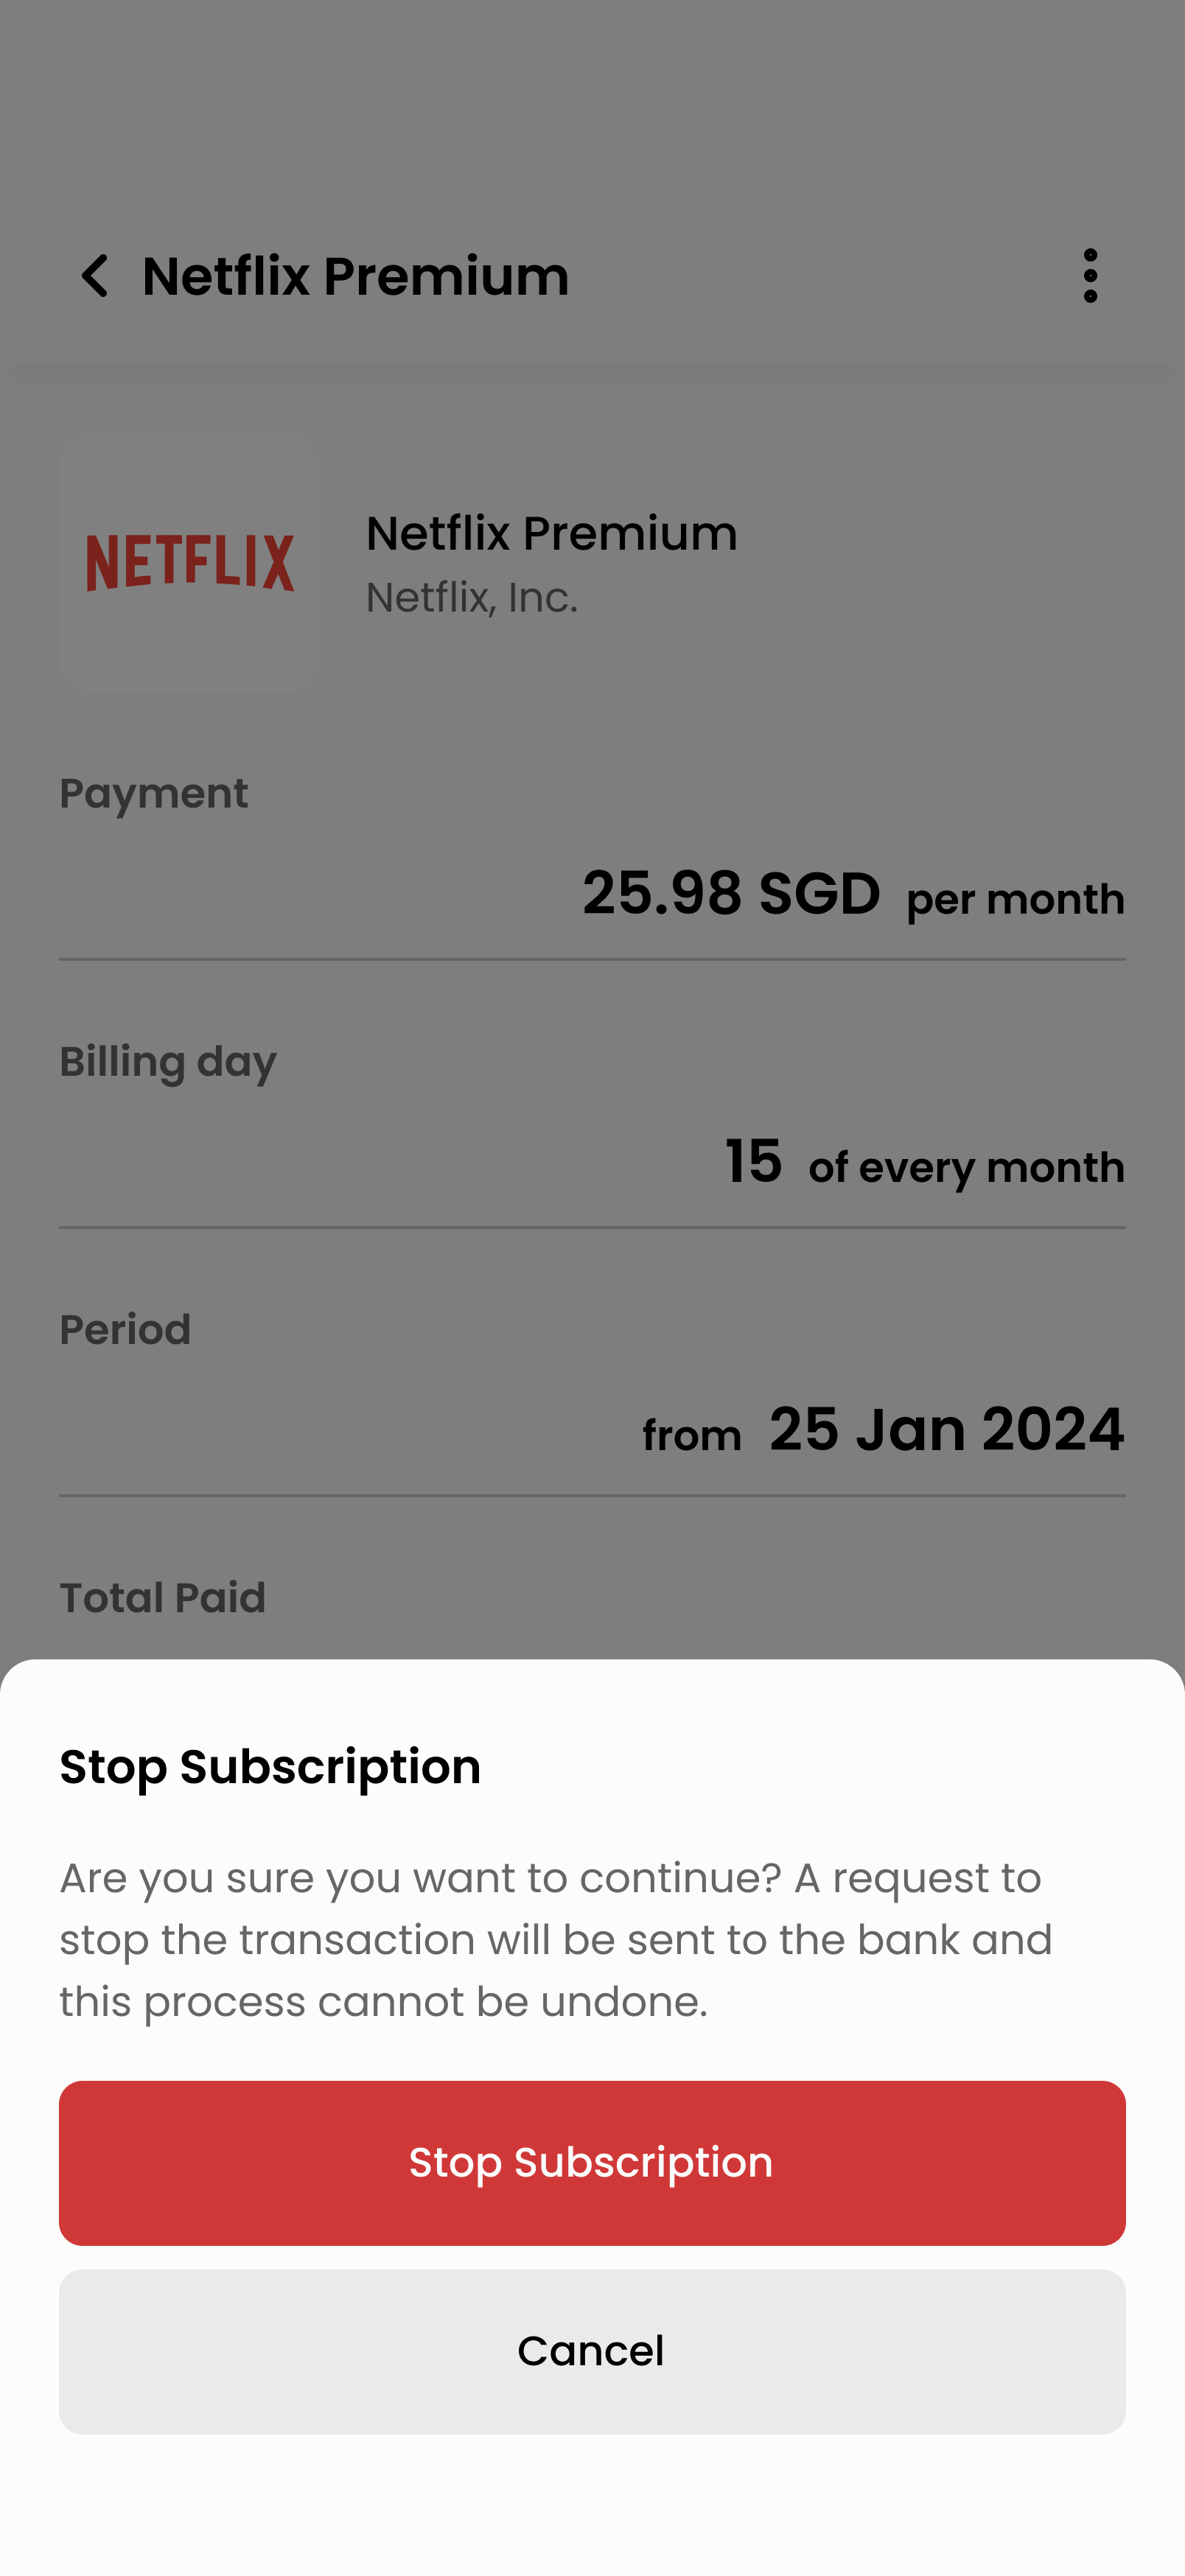 Netflix Premium
NETFLIX
Netflix Premium
Netflix, Inc.
Payment
25.98 SGD per month
Billing day
15 of every month
Period
from 25 Jan 2024
Total Paid
Stop Subscription
Are you sure you want to continue? A request to
stop the transaction will be sent to the bank and
this process cannot be undone.
Stop Subscription
Cancel